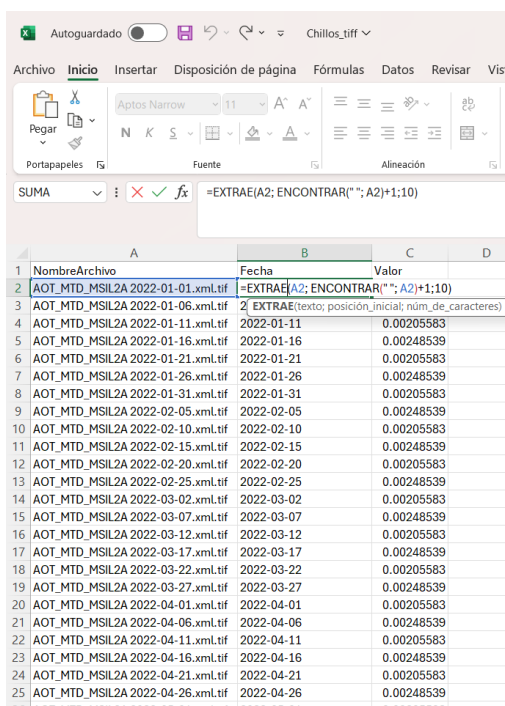 Autoguardado Chillos_tiff
Archivo Inicio Insertar Disposición de página Fórmulas Datos Revisar Vis
Pegar Aptos Narrow 11 A^ A˅ ab
N K S A
Portapapeles Fuente Alineación
SUMA fx =EXTRAE(A2; ENCONTRAR(" "; A2)+1;10)
A B C D
1 NombreArchivo Fecha Valor
2 AOT_MTD_MSIL2A 2022-01-01.xml.tif =EXTRAE(A2; ENCONTRAR(" "; A2)+1;10)
3 AOT_MTD_MSIL2A 2022-01-06.xml.tif 2 EXTRAE(texto; posición_inicial; núm_de_caracteres)
4 AOT_MTD_MSIL2A 2022-01-11.xml.tif 2022-01-11 0.00205583
5 AOT_MTD_MSIL2A 2022-01-16.xml.tif 2022-01-16 0.00248539
6 AOT_MTD_MSIL2A 2022-01-21.xml.tif 2022-01-21 0.00205583
7 AOT_MTD_MSIL2A 2022-01-26.xml.tif 2022-01-26 0.00248539
8 AOT_MTD_MSIL2A 2022-01-31.xml.tif 2022-01-31 0.00205583
9 AOT_MTD_MSIL2A 2022-02-05.xml.tif 2022-02-05 0.00248539
10 AOT_MTD_MSIL2A 2022-02-10.xml.tif 2022-02-10 0.00205583
11 AOT_MTD_MSIL2A 2022-02-15.xml.tif 2022-02-15 0.00248539
12 AOT_MTD_MSIL2A 2022-02-20.xml.tif 2022-02-20 0.00205583
13 AOT_MTD_MSIL2A 2022-02-25.xml.tif 2022-02-25 0.00248539
14 AOT_MTD_MSIL2A 2022-03-02.xml.tif 2022-03-02 0.00205583
15 AOT_MTD_MSIL2A 2022-03-07.xml.tif 2022-03-07 0.00248539
16 AOT_MTD_MSIL2A 2022-03-12.xml.tif 2022-03-12 0.00205583
17 AOT_MTD_MSIL2A 2022-03-17.xml.tif 2022-03-17 0.00248539
18 AOT_MTD_MSIL2A 2022-03-22.xml.tif 2022-03-22 0.00205583
19 AOT_MTD_MSIL2A 2022-03-27.xml.tif 2022-03-27 0.00248539
20 AOT_MTD_MSIL2A 2022-04-01.xml.tif 2022-04-01 0.00205583
21 AOT_MTD_MSIL2A 2022-04-06.xml.tif 2022-04-06 0.00248539
22 AOT_MTD_MSIL2A 2022-04-11.xml.tif 2022-04-11 0.00205583
23 AOT_MTD_MSIL2A 2022-04-16.xml.tif 2022-04-16 0.00248539
24 AOT_MTD_MSIL2A 2022-04-21.xml.tif 2022-04-21 0.00205583
25 AOT_MTD_MSIL2A 2022-04-26.xml.tif 2022-04-26 0.00248539